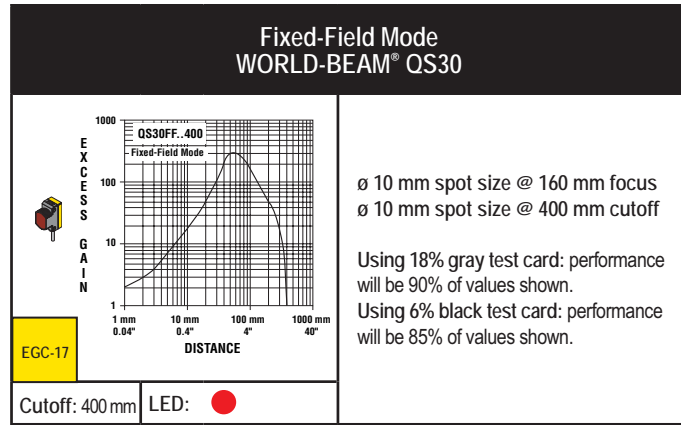 Fixed-Field Mode
WORLD-BEAM® QS30
EXCESS GAIN
1000
100
10
1
QS30FF..400
Fixed-Field Mode
1 mm 10 mm 100 mm 1000 mm
0.04" 0.4" 4" 40"
DISTANCE
EGC-17
ø 10 mm spot size @ 160 mm focus
ø 10 mm spot size @ 400 mm cutoff
Using 18% gray test card: performance
will be 90% of values shown.
Using 6% black test card: performance
will be 85% of values shown.
Cutoff: 400 mm
LED: